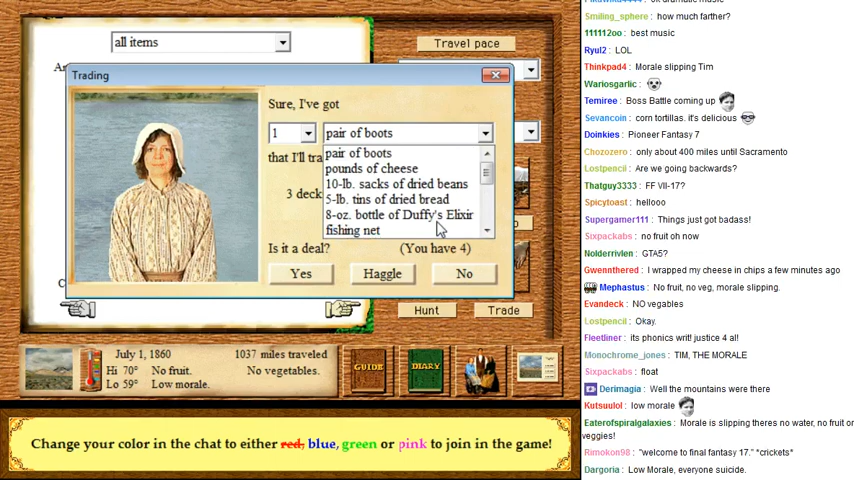 all items
Travel pace
Trading
Sure, I've got
1
pair of boots
that I'll tra
pair of boots
pounds of cheese
10-lb. sacks of dried beans
5-lb. tins of dried bread
8-oz. bottle of Duffy's Elixir
fishing net
3 deck
Is it a deal?
(You have 4)
Yes
Haggle
No
Hunt
Trade
July 1, 1860
1037 miles traveled
Hi 70°
No fruit.
No vegetables.
Lo 59°
Low morale.
GUIDE
DIARY
Change your color in the chat to either red, blue, green or pink to join in the game!
Smiling_sphere: how much farther?
111112oo: best music
Ryul2: LOL
Thinkpad4: Morale slipping Tim
Wariosgarlic:
Temiree: Boss Battle coming up
Sevancoin: corn tortillas. it's delicious
Doinkies: Pioneer Fantasy 7
Chozozero: only about 400 miles until Sacramento
Lostpencil: Are we going backwards?
Thatguy3333: FF VII-17?
Spicytoast: hellooo
Supergamer111: Things just got badass!
Sixpackabs: no fruit oh now
Nolderrivlen: GTA5?
Gwennthered: I wrapped my cheese in chips a few minutes ago
Mephastus: No fruit, no veg, morale slipping.
Evandeck: NO vegables
Lostpencil: Okay.
Fleetliner: its phonics writ! justice 4 al!
Monochrome_jones: TIM, THE MORALE
Sixpackabs: float
Derimagia: Well the mountains were there
Kutsuulol: low morale
Eaterofspiralgalaxies: Morale is slipping theres no water, no fruit or
veggies!
Rimokon98: "welcome to final fantasy 17." *crickets*
Dargoria: Low Morale, everyone suicide.